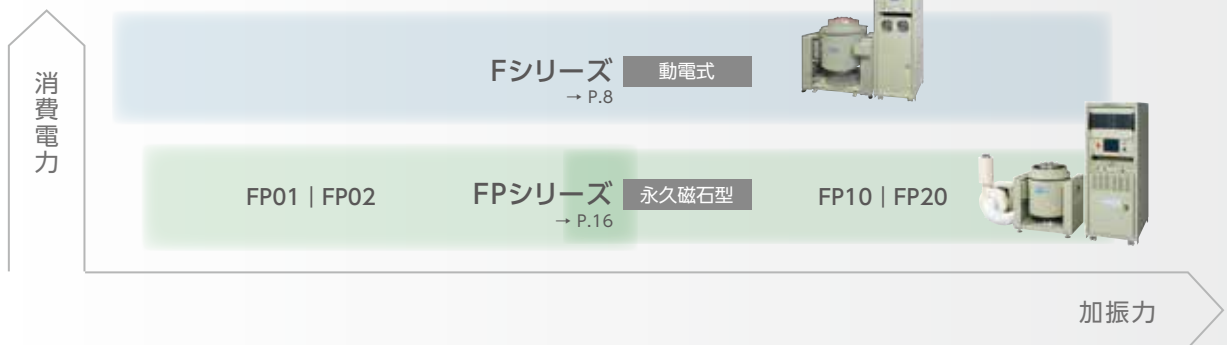 消費電力
Fシリーズ 動電式
→ P.8
FP01 | FP02 FPシリーズ 永久磁石型 FP10 | FP20
→ P.16
加振力